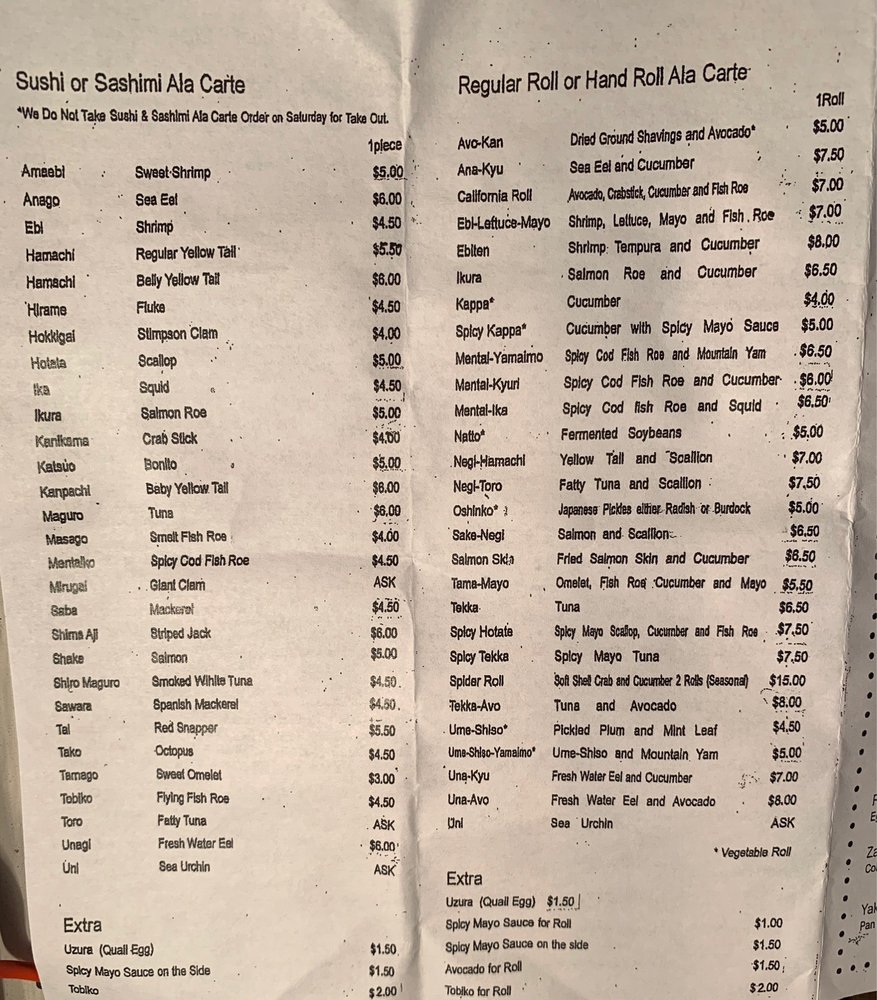 Sushi or Sashimi Ala Carte
*We Do Not Take Sushi & Sashimi Ala Carte Order on Saturday for Take Out.
1piece
Amaebi Sweet Shrimp $5.00
Anago Sea Eel $6.00
Ebi Shrimp $4.50
Hamachi Regular Yellow Tail $5.50
Hamachi Belly Yellow Tail $6.00
Hirame Fluke $4.50
Hokkigai Stimpson Clam $4.00
Hotate Scallop $5.00
Ika Squid $4.50
Ikura Salmon Roe $5.00
Kanikama Crab Stick $4.00
Katsuo Bonito $5.00
Kanpachi Baby Yellow Tail $6.00
Maguro Tuna $6.00
Masago Smelt Fish Roe $4.00
Mentaiko Spicy Cod Fish Roe $4.50
Mirugai Giant Clam ASK
Saba Mackerel $4.50
Shima Aji Striped Jack $6.00
Shake Salmon $5.00
Shiro Maguro Smoked Wihite Tuna $4.50
Sawara Spanish Mackerel $4.50
Tai Red Snapper $5.50
Tako Octopus $4.50
Tamago Sweet Omelet $3.00
Tobiko Flying Fish Roe $4.50
Toro Fatty Tuna ASK
Unagi Fresh Water Eel $6.00
Uni Sea Urchin ASK
Extra
Uzura (Quail Egg) $1.50
Spicy Mayo Sauce on the Side $1.50
Tobiko $2.00
Regular Roll or Hand Roll Ala Carte
1Roll
Avo-Kan Dried Ground Shavings and Avocado* $5.00
Ana-Kyu Sea Eel and Cucumber $7.50
California Roll Avocado, Crabstick, Cucumber and Fish Roe $7.00
Ebi-Lettuce-Mayo Shrimp, Lettuce, Mayo and Fish Roe $7.00
Ebiten Shrimp Tempura and Cucumber $8.00
Ikura Salmon Roe and Cucumber $6.50
Kappa* Cucumber $4.00
Spicy Kappa* Cucumber with Spicy Mayo Sauce $5.00
Mentai-Yamaimo Spicy Cod Fish Roe and Mountain Yam $6.50
Mantai-Kyuri Spicy Cod Fish Roe and Cucumber $6.00
Mentai-Ika Spicy Cod fish Roe and Squid $6.50
Natto* Fermented Soybeans $5.00
Negi-Hamachi Yellow Tail and Scallion $7.00
Negi-Toro Fatty Tuna and Scallion $7.50
Oshinko* Japanese Pickles either Radish or Burdock $5.00
Sake-Negi Salmon and Scallion $6.50
Salmon Skin Fried Salmon Skin and Cucumber $6.50
Tama-Mayo Omelet, Fish Roe Cucumber and Mayo $5.50
Tekka Tuna $6.50
Spicy Hotate Spicy Mayo Scallop, Cucumber and Fish Roe $7.50
Spicy Tekka Spicy Mayo Tuna $7.50
Spider Roll Soft Shell Crab and Cucumber 2 Rolls (Seasonal) $15.00
Tekka-Avo Tuna and Avocado $8.00
Ume-Shiso* Pickled Plum and Mint Leaf $4.50
Ume-Shiso-Yamaimo* Ume-Shiso and Mountain Yam $5.00
Una-Kyu Fresh Water Eel and Cucumber $7.00
Una-Avo Fresh Water Eel and Avocado $8.00
Uni Sea Urchin ASK
* Vegetable Roll
Extra
Uzura (Quail Egg) $1.50
Spicy Mayo Sauce for Roll $1.00
Spicy Mayo Sauce on the side $1.50
Avocado for Roll $1.50
Tobiko for Roll $2.00
Za
Yak
Pan